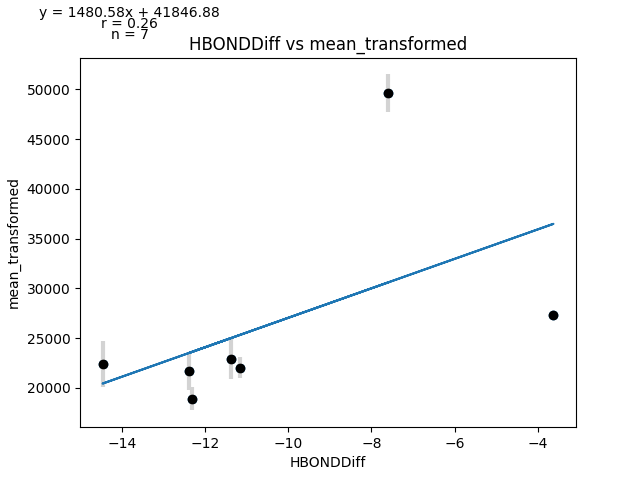 y = 1480.58x + 41846.88
r = 0.26
n = 7
HBONDDiff vs mean_transformed
50000
45000
40000
35000
30000
25000
20000
mean_transformed
−14 −12 −10 −8 −6 −4
HBONDDiff